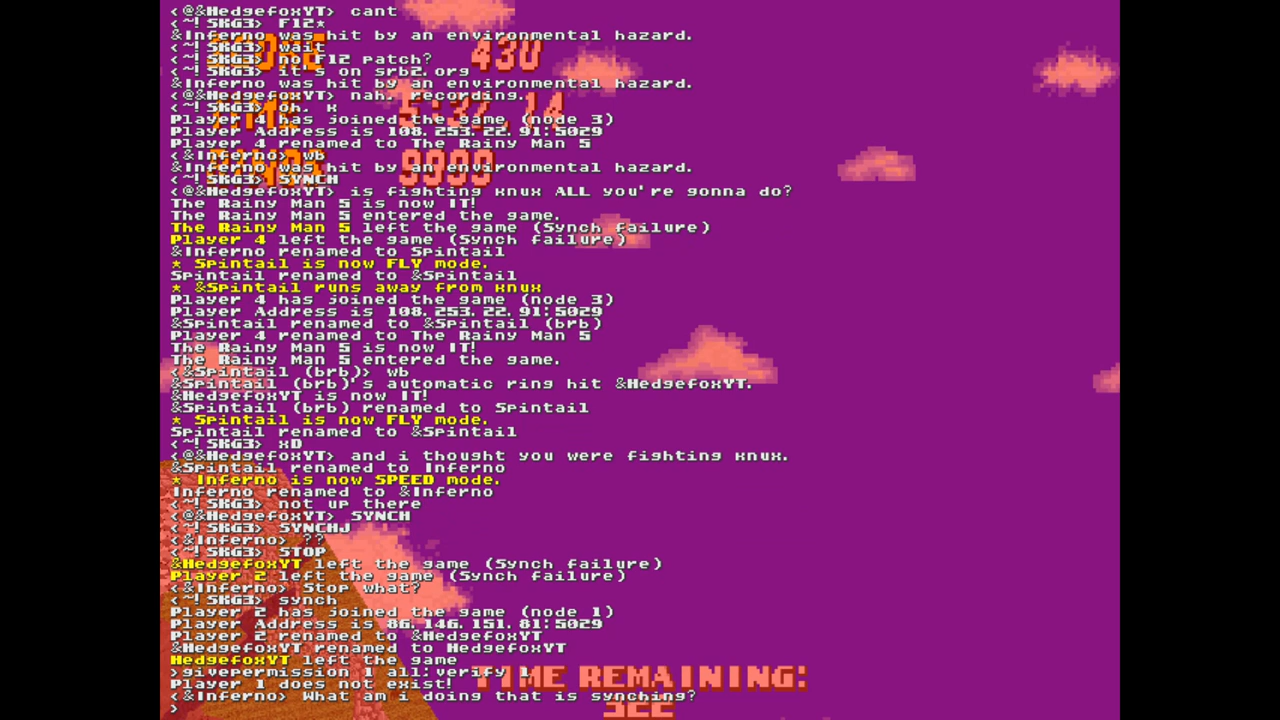 <@&HedgefoxYT> cant
<~!SKG3> F12*
&Inferno was hit by an environmental hazard.
<~!SKG3> wait
<~!SKG3> no F12 patch?
<~!SKG3> it's on srb2.org
&Inferno was hit by an environmental hazard.
<@&HedgefoxYT> nah. recording.
<~!SKG3> oh. k
Player 4 has joined the game (node 3)
Player Address is 108.253.22.91:5029
Player 4 renamed to The Rainy Man 5
<&Inferno> wb
&Inferno was hit by an environmental hazard.
<~!SKG3> SYNCH
<@&HedgefoxYT> is fighting knux ALL you're gonna do?
The Rainy Man 5 is now IT!
The Rainy Man 5 entered the game.
The Rainy Man 5 left the game (Synch failure)
Player 4 left the game (Synch failure)
&Inferno renamed to Spintail
* Spintail is now FLY mode.
Spintail renamed to &Spintail
* &Spintail runs away from knux
Player 4 has joined the game (node 3)
Player Address is 108.253.22.91:5029
&Spintail renamed to &Spintail (brb)
Player 4 renamed to The Rainy Man 5
The Rainy Man 5 is now IT!
The Rainy Man 5 entered the game.
<&Spintail (brb)> wb
&Spintail (brb)'s automatic ring hit &HedgefoxYT.
&HedgefoxYT is now IT!
&Spintail (brb) renamed to Spintail
* Spintail is now FLY mode.
Spintail renamed to &Spintail
<~!SKG3> xD
<@&HedgefoxYT> and i thought you were fighting knux.
&Spintail renamed to Inferno
* Inferno is now SPEED mode.
Inferno renamed to &Inferno
<~!SKG3> not up there
<@&HedgefoxYT> SYNCH
<~!SKG3> SYNCHJ
<&Inferno> ??
<~!SKG3> STOP
&HedgefoxYT left the game (Synch failure)
Player 2 left the game (Synch failure)
<&Inferno> Stop what?
<~!SKG3> synch
Player 2 has joined the game (node 1)
Player Address is 86.146.151.81:5029
Player 2 renamed to &HedgefoxYT
&HedgefoxYT renamed to HedgefoxYT
HedgefoxYT left the game
>givepermission 1 all;verify 1
Player 1 does not exist!
<&Inferno> What am i doing that is synching?
>
430
9999
TIME REMAINING: